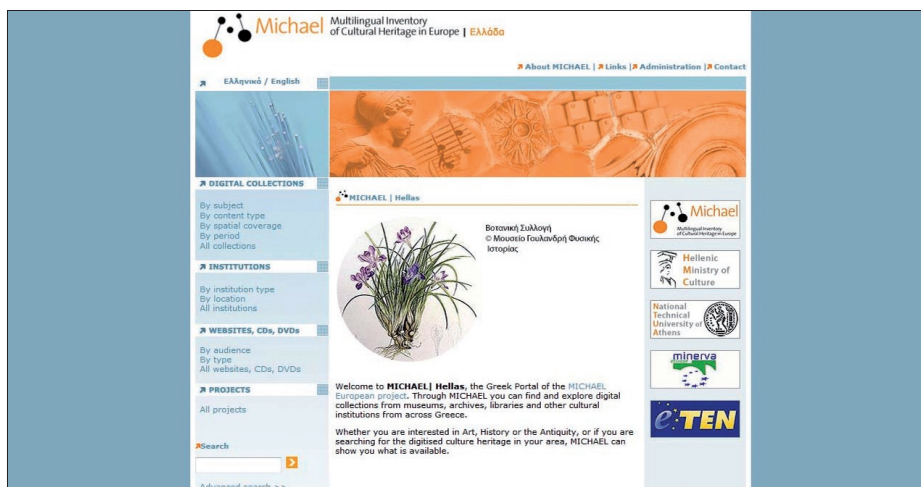 Michael Multilingual Inventory
of Cultural Heritage in Europe | Ελλάδα
About MICHAEL | Links | Administration | Contact
Ελληνικά / English
DIGITAL COLLECTIONS
By subject
By content type
By spatial coverage
By period
All collections
INSTITUTIONS
By institution type
By location
All institutions
WEBSITES, CDs, DVDs
By audience
By type
All websites, CDs, DVDs
PROJECTS
All projects
Search
Advanced search >>
MICHAEL | Hellas
Βοτανική Συλλογή
© Μουσείο Γουλανδρή Φυσικής
Ιστορίας
Welcome to MICHAEL| Hellas, the Greek Portal of the MICHAEL
European project. Through MICHAEL you can find and explore digital
collections from museums, archives, libraries and other cultural
institutions from across Greece.
Whether you are interested in Art, History or the Antiquity, or if you are
searching for the digitised culture heritage in your area, MICHAEL can
show you what is available.
Michael
Multilingual Inventory
of Cultural Heritage in Europe
Hellenic
Ministry of
Culture
National
Technical
University of
Athens
minerva
e·TEN